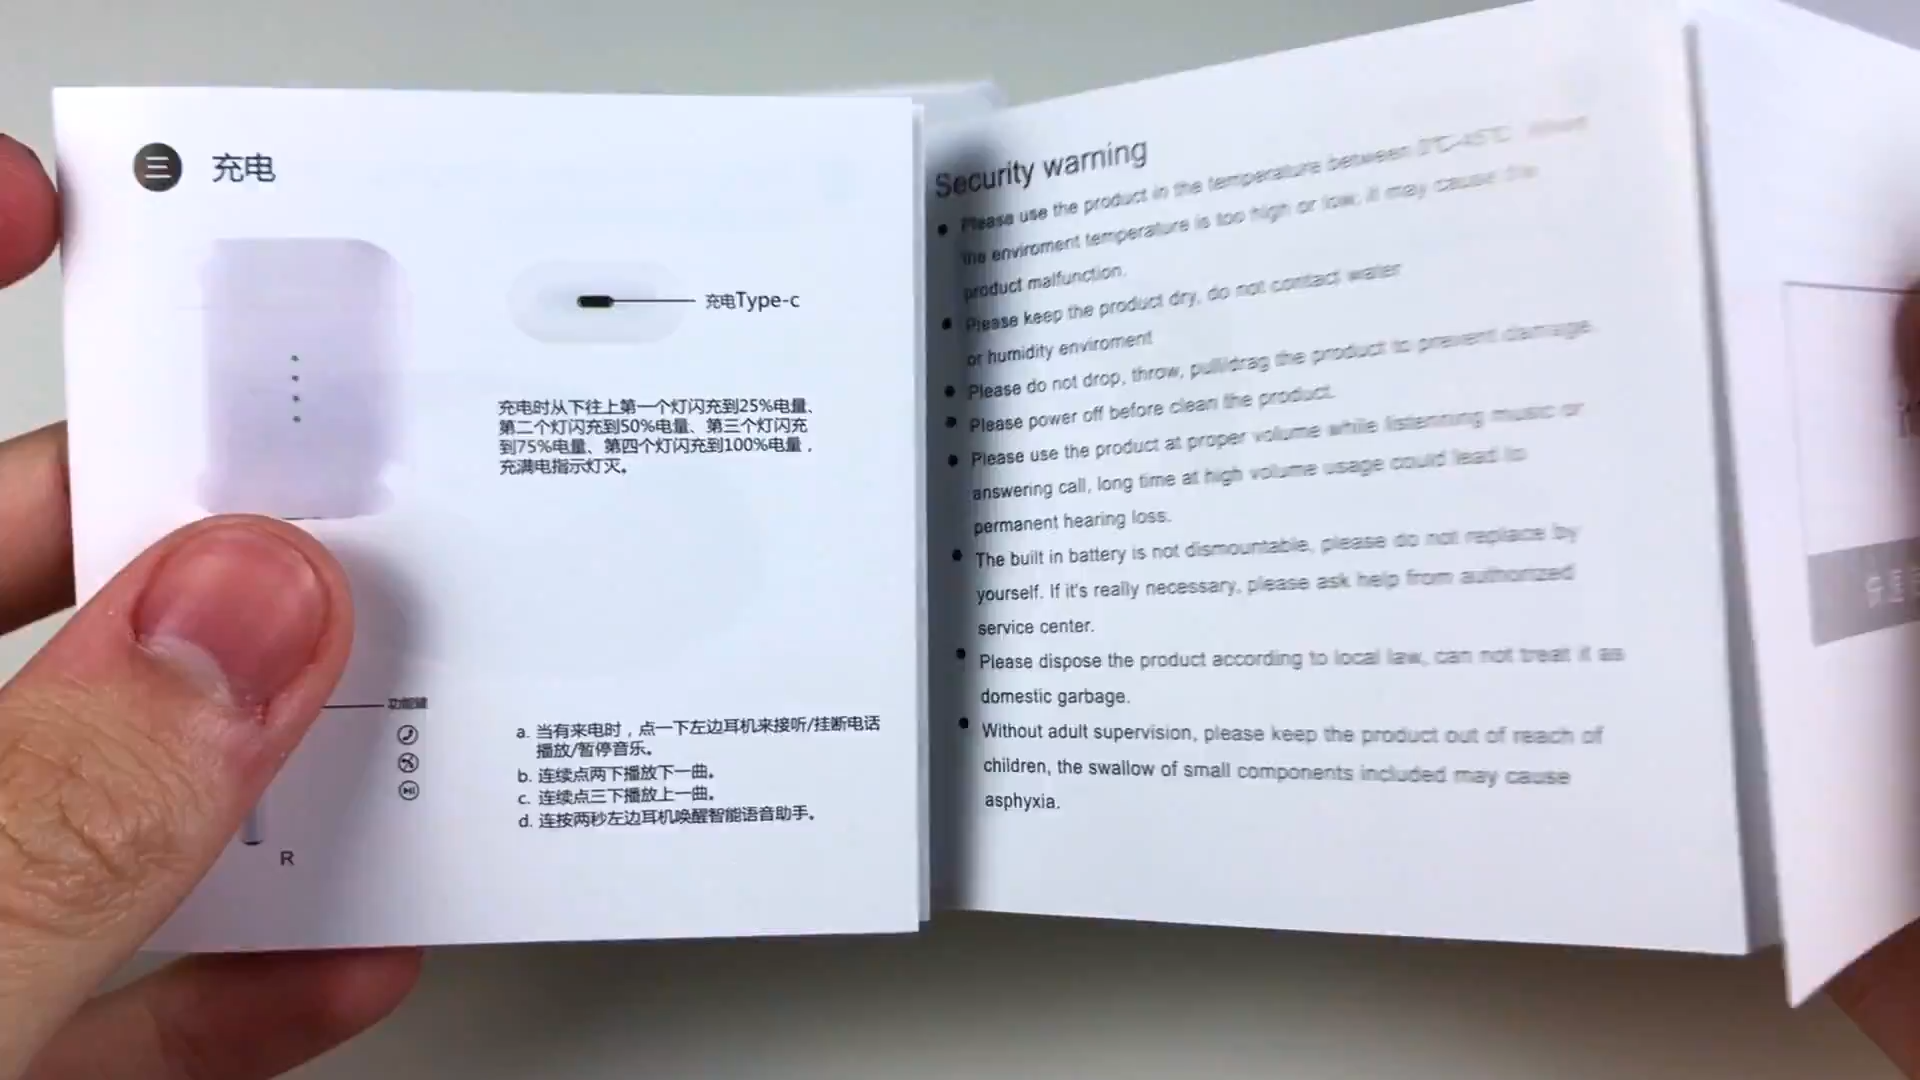 三 充电
充电Type-c
充电时从下往上第一个灯闪充到25%电量、
第二个灯闪充到50%电量、第三个灯闪充
到75%电量、第四个灯闪充到100%电量，
充满电指示灯灭。
功能键
a. 当有来电时，点一下左边耳机来接听/挂断电话
播放/暂停音乐。
b. 连续点两下播放下一曲。
c. 连续点三下播放上一曲。
d. 连按两秒左边耳机唤醒智能语音助手。
R
Security warning
Please use the product in the temperature between 0℃-45℃
the enviroment temperature is too high or low, it may cause the
product malfunction.
Please keep the product dry, do not contact water
or humidity enviroment
Please do not drop, throw, pull/drag the product to prevent damage.
Please power off before clean the product.
Please use the product at proper volume while listenning music or
answering call, long time at high volume usage could lead to
permanent hearing loss.
The built in battery is not dismountable, please do not replace by
yourself. If it's really necessary, please ask help from authorized
service center.
Please dispose the product according to local law, can not treat it as
domestic garbage.
Without adult supervision, please keep the product out of reach of
children, the swallow of small components included may cause
asphyxia.